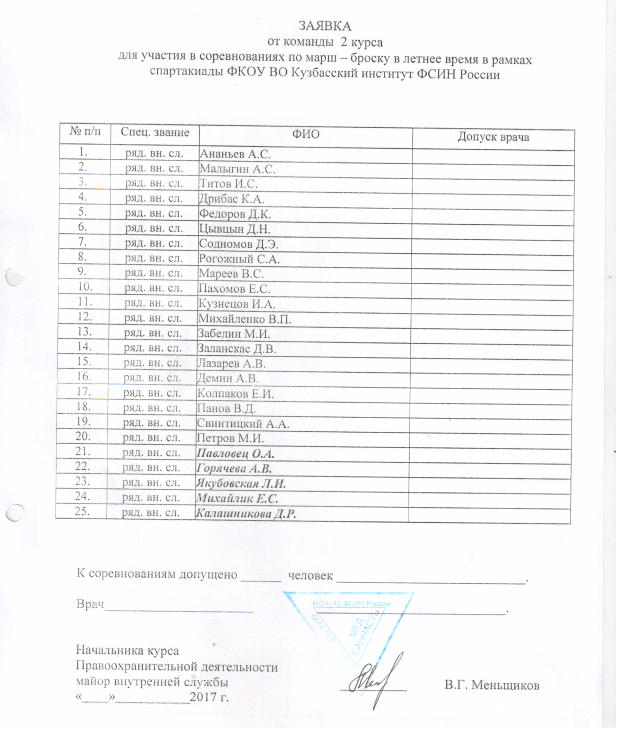 ЗАЯВКА
от команды 2 курса
для участия в соревнованиях по марш – броску в летнее время в рамках
спартакиады ФКОУ ВО Кузбасский институт ФСИН России
№ п/п Спец. звание ФИО Допуск врача
1. ряд. вн. сл. Ананьев А.С.
2. ряд. вн. сл. Малыгин А.С.
3. ряд. вн. сл. Титов И.С.
4. ряд. вн. сл. Дрибас К.А.
5. ряд. вн. сл. Федоров Д.К.
6. ряд. вн. сл. Цывцын Д.Н.
7. ряд. вн. сл. Содномов Д.Э.
8. ряд. вн. сл. Рогожный С.А.
9. ряд. вн. сл. Мареев В.С.
10. ряд. вн. сл. Пахомов Е.С.
11. ряд. вн. сл. Кузнецов И.А.
12. ряд. вн. сл. Михайленко В.П.
13. ряд. вн. сл. Забелин М.И.
14. ряд. вн. сл. Заланскас Д.В.
15. ряд. вн. сл. Лазарев А.В.
16. ряд. вн. сл. Демин А.В.
17. ряд. вн. сл. Колпаков Е.И.
18. ряд. вн. сл. Панов В.Д.
19. ряд. вн. сл. Свинтицкий А.А.
20. ряд. вн. сл. Петров М.И.
21. ряд. вн. сл. Павловец О.А.
22. ряд. вн. сл. Горячева А.В.
23. ряд. вн. сл. Якубовская Л.И.
24. ряд. вн. сл. Михайлик Е.С.
25. ряд. вн. сл. Калашникова Д.Р.
К соревнованиям допущено ______ человек ____________________________.
Врач______________________ ____________________________.
ФСИН России
МЕД
САНЧАСТЬ
Начальника курса
Правоохранительной деятельности
майор внутренней службы __________ В.Г. Меньщиков
«____»___________2017 г.